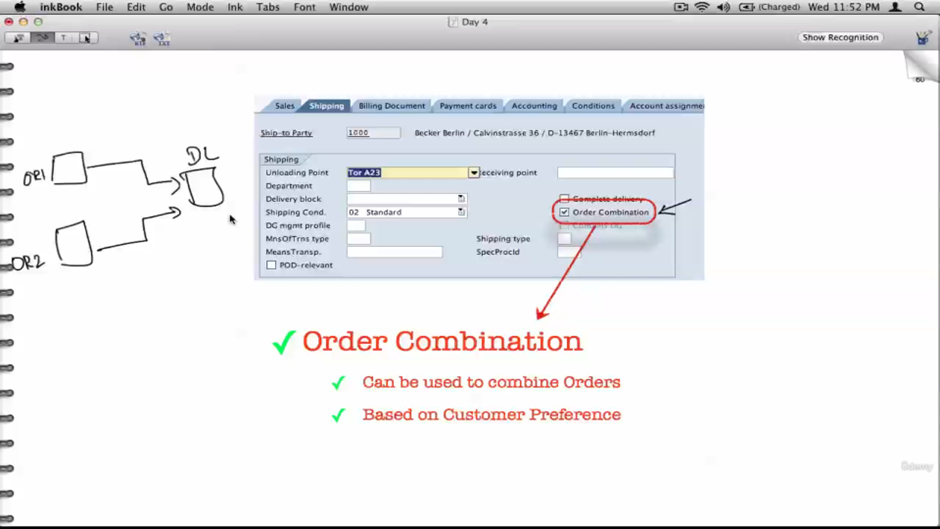 inkBook File Edit Go Mode Ink Tabs Font Window (Charged) Wed 11:52 PM
Day 4
Show Recognition
Sales Shipping Billing Document Payment cards Accounting Conditions Account assignme
Ship-to Party 1000 Becker Berlin / Calvinstrasse 36 / D-13467 Berlin-Hermsdorf
Shipping
Unloading Point Tor A23 eceiving point
Department
Delivery block Complete delivery
Shipping Cond. 02 Standard Order Combination
DG mgmt profile
MnsOfTrns type Shipping type
MeansTransp. SpecProcId
POD-relevant
DL
OR1
OR2
Order Combination
Can be used to combine Orders
Based on Customer Preference
Udemy